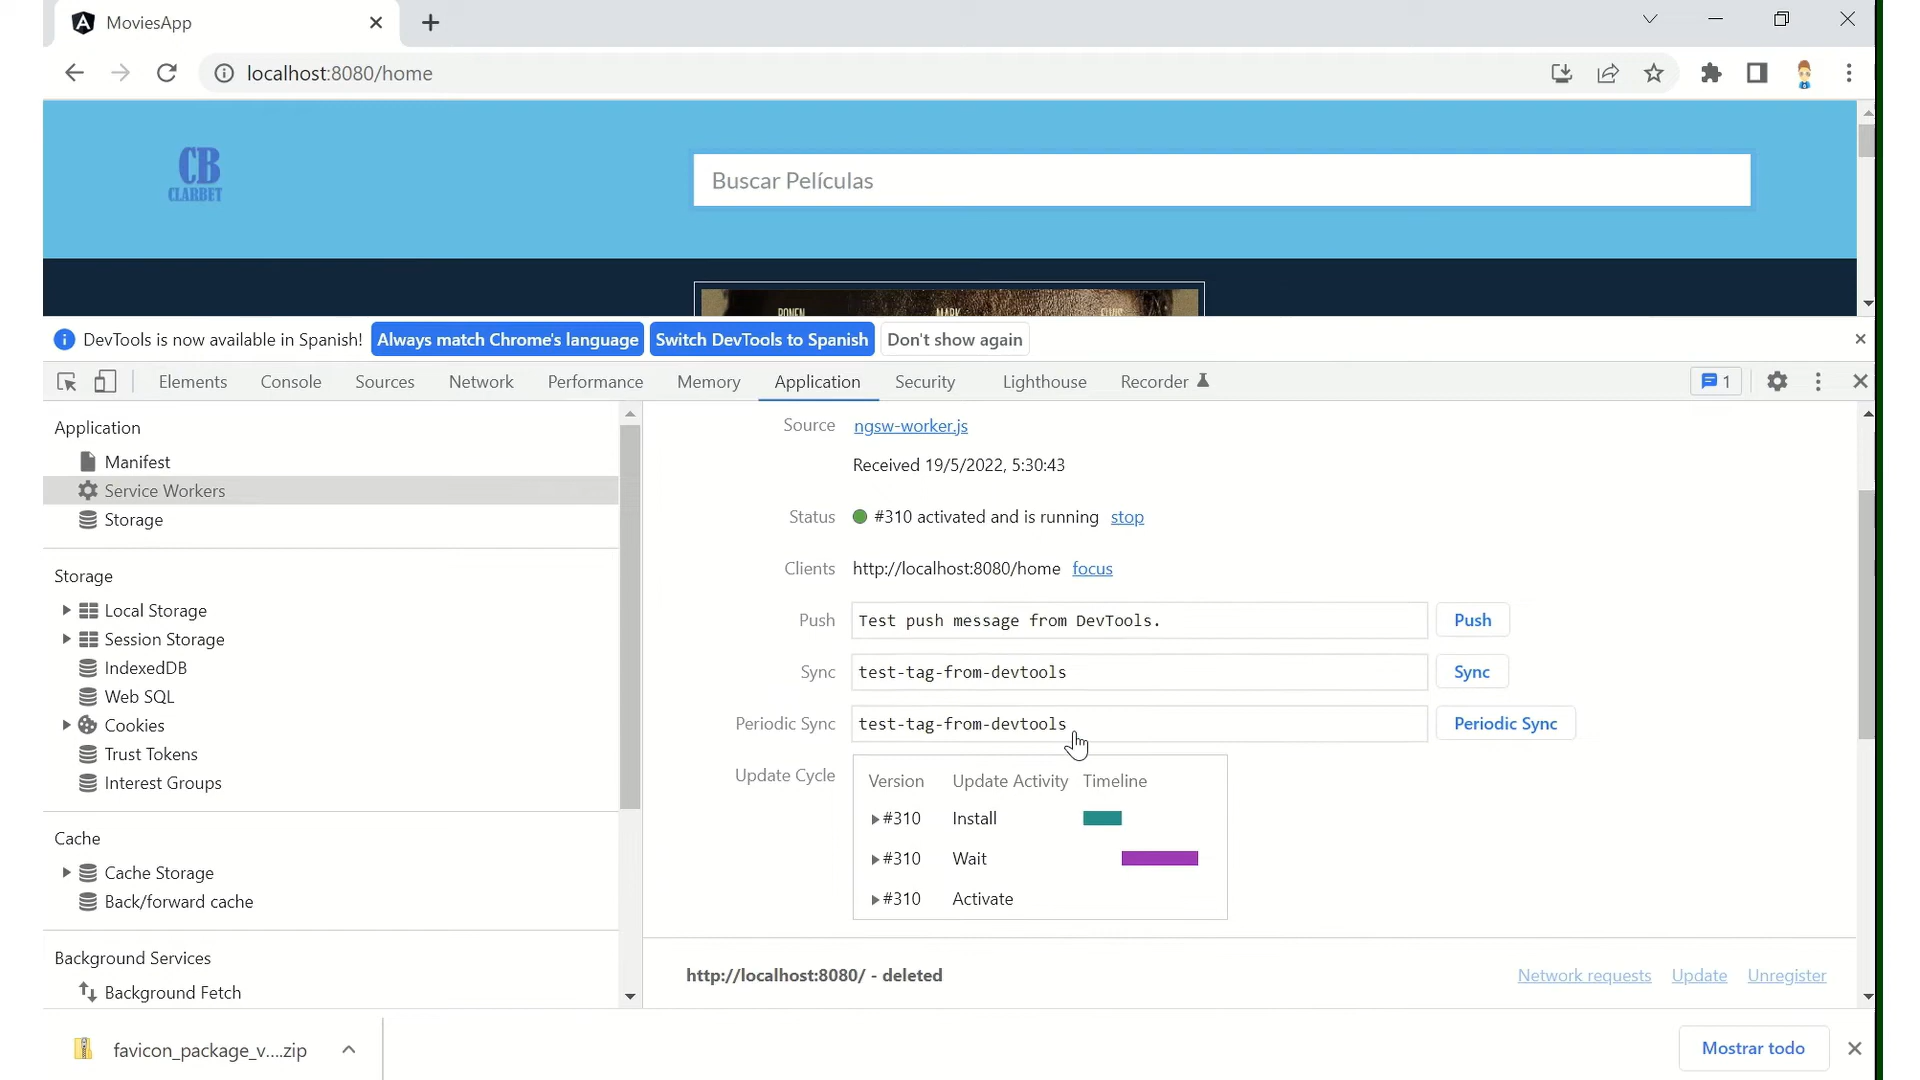 MoviesApp
localhost:8080/home
CB
CLARBET
Buscar Películas
RONEN MARK ELVIS
DevTools is now available in Spanish! Always match Chrome's language Switch DevTools to Spanish Don't show again
Elements Console Sources Network Performance Memory Application Security Lighthouse Recorder 1
Application
Manifest
Service Workers
Storage
Storage
Local Storage
Session Storage
IndexedDB
Web SQL
Cookies
Trust Tokens
Interest Groups
Cache
Cache Storage
Back/forward cache
Background Services
Background Fetch
Source ngsw-worker.js
Received 19/5/2022, 5:30:43
Status #310 activated and is running stop
Clients http://localhost:8080/home focus
Push Test push message from DevTools. Push
Sync test-tag-from-devtools Sync
Periodic Sync test-tag-from-devtools Periodic Sync
Update Cycle Version Update Activity Timeline
#310 Install
#310 Wait
#310 Activate
http://localhost:8080/ - deleted Network requests Update Unregister
favicon_package_v....zip
Mostrar todo